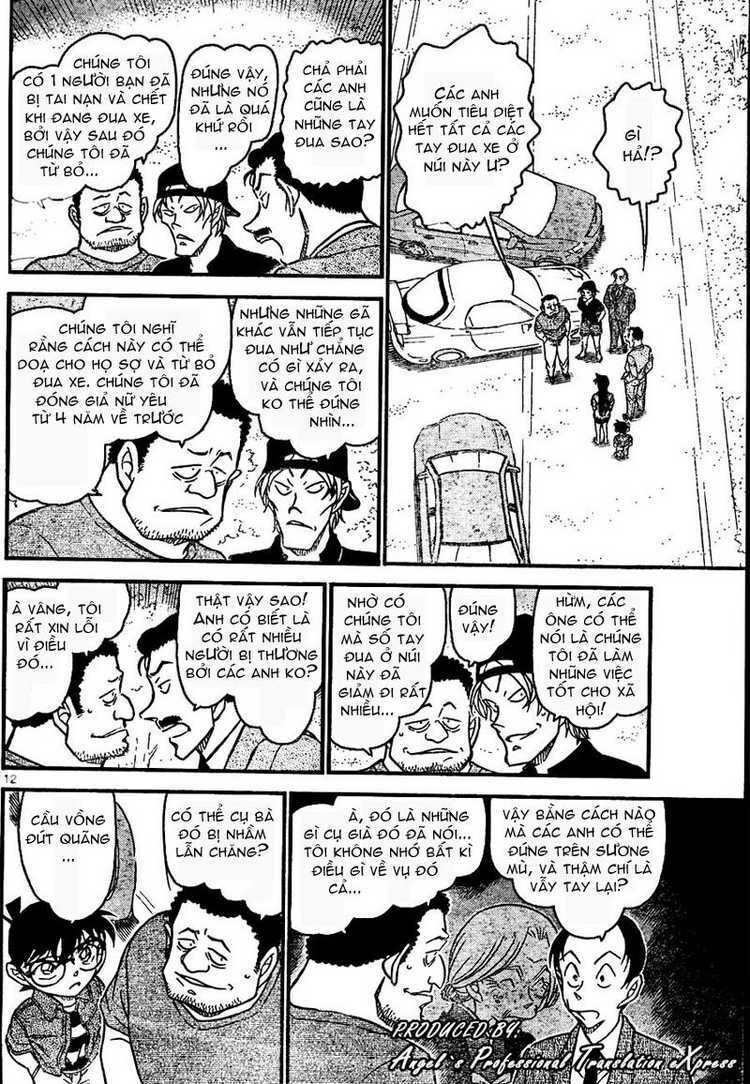 CÁC ANH
MUỐN TIÊU DIỆT
HẾT TẤT CẢ CÁC
TAY ĐUA XE Ở
NÚI NÀY Ư?
GÌ
HẢ!?
CHÚNG TÔI
CÓ 1 NGƯỜI BẠN ĐÃ
BỊ TAI NẠN VÀ CHẾT
KHI ĐANG ĐUA XE,
BỞI VẬY SAU ĐÓ
CHÚNG TÔI ĐÃ
TỪ BỎ...
ĐÚNG VẬY,
NHƯNG NÓ
ĐÃ LÀ QUÁ
KHỨ RỒI
...
CHẢ PHẢI
CÁC ANH
CŨNG LÀ
NHỮNG TAY
ĐUA SAO?
CHÚNG TÔI NGHĨ
RẰNG CÁCH NÀY CÓ THỂ
DOẠ CHO HỌ SỢ VÀ TỪ BỎ
ĐUA XE. CHÚNG TÔI ĐÃ
ĐÓNG GIẢ NỮ YÊU
TỪ 4 NĂM VỀ TRƯỚC
NHƯNG NHỮNG GÃ
KHÁC VẪN TIẾP TỤC
ĐUA NHƯ CHẲNG
CÓ GÌ XẢY RA,
VÀ CHÚNG TÔI
KO THỂ ĐỨNG
NHÌN...
À VÂNG, TÔI
RẤT XIN LỖI
VÌ ĐIỀU
ĐÓ...
THẬT VẬY SAO!
ANH CÓ BIẾT LÀ
CÓ RẤT NHIỀU
NGƯỜI BỊ THƯƠNG
BỞI CÁC ANH KO?
NHỜ CÓ
CHÚNG TÔI
MÀ SỐ TAY
ĐUA Ở NÚI
NÀY ĐÃ
GIẢM ĐI RẤT
NHIỀU...
ĐÚNG
VẬY!
HỪM, CÁC
ÔNG CÓ THỂ
NÓI LÀ CHÚNG
TÔI ĐÃ LÀM
NHỮNG VIỆC
TỐT CHO XÃ
HỘI!
12
CẦU VỒNG
ĐỨT QUÃNG
...
CÓ THỂ CỤ BÀ
ĐÓ BỊ NHẦM
LẪN CHĂNG?
À, ĐÓ LÀ NHỮNG
GÌ CỤ GIÀ ĐÓ ĐÃ NÓI...
TÔI KHÔNG NHỚ BẤT KÌ
ĐIỀU GÌ VỀ VỤ ĐÓ
CẢ...
VẬY BẰNG CÁCH NÀO
MÀ CÁC ANH CÓ THỂ
ĐỨNG TRÊN SƯƠNG
MÙ, VÀ THẬM CHÍ LÀ
VẪY TAY LẠI?
PRODUCED BY:
Angel's Professional Translation eXpress